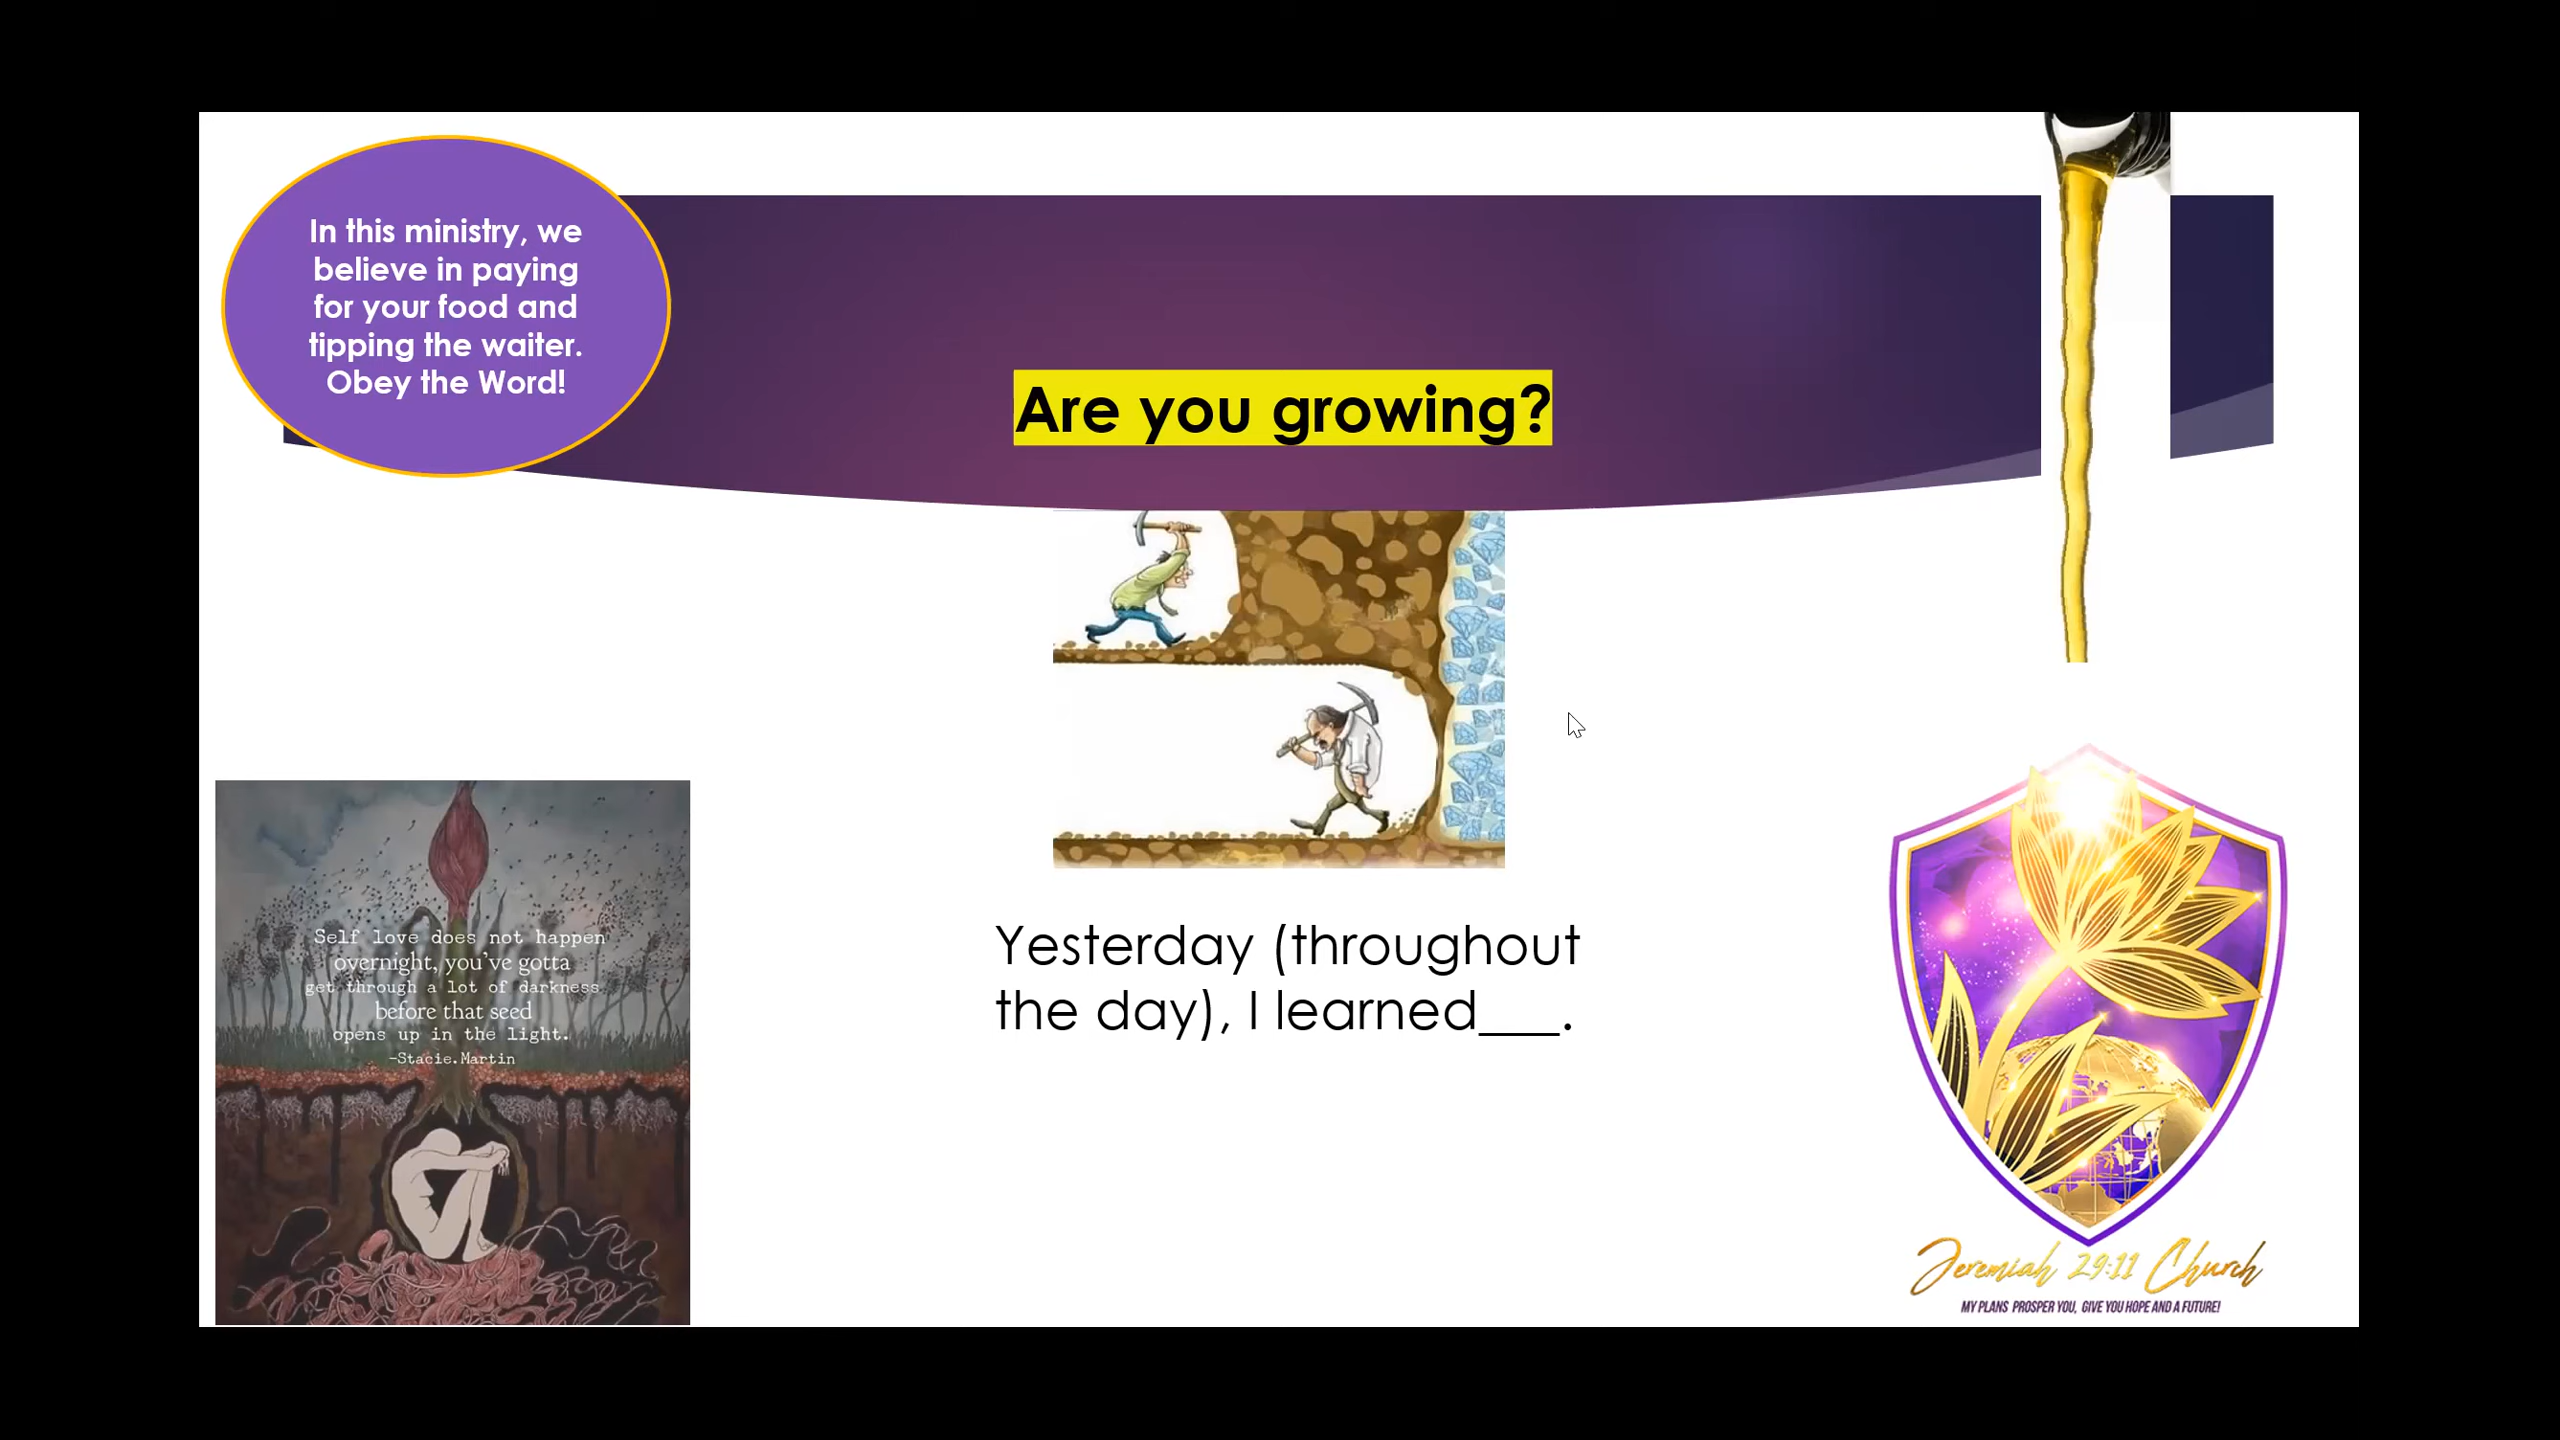 In this ministry, we
believe in paying
for your food and
tipping the waiter.
Obey the Word!
Are you growing?
Yesterday (throughout
the day), I learned___.
Self love does not happen
overnight, you've gotta
get through a lot of darkness
before that seed
opens up in the light.
-Stacie.Martin
Jeremiah 29:11 Church
MY PLANS PROSPER YOU, GIVE YOU HOPE AND A FUTURE!